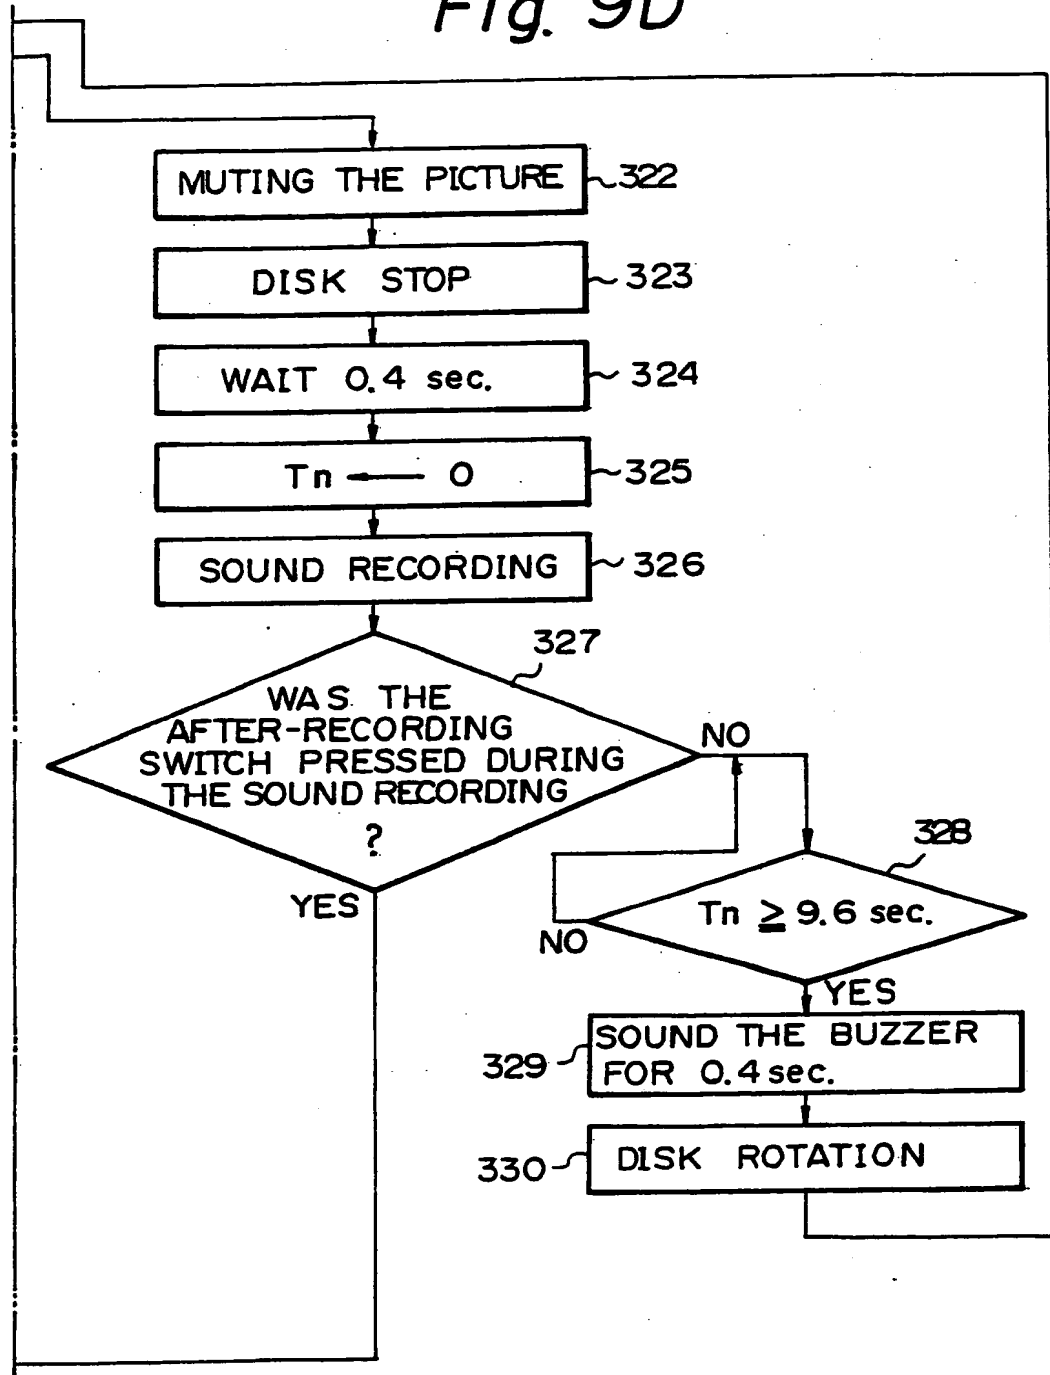 Fig. 9D
MUTING THE PICTURE
322
DISK STOP
323
WAIT 0.4 sec.
324
Tn ← 0
325
SOUND RECORDING
326
327
WAS THE
AFTER-RECORDING
SWITCH PRESSED DURING
THE SOUND RECORDING
?
NO
YES
328
Tn ≥ 9.6 sec.
NO
YES
SOUND THE BUZZER
FOR 0.4 sec.
329
DISK ROTATION
330